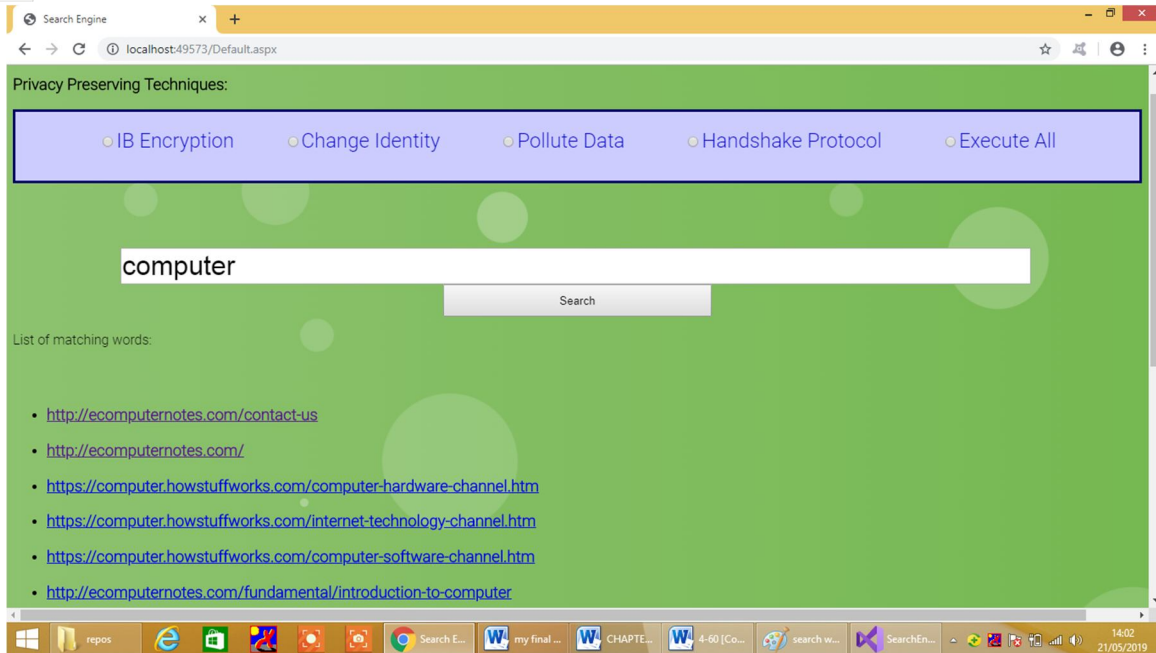 Search Engine
localhost:49573/Default.aspx
Privacy Preserving Techniques:
IB Encryption Change Identity Pollute Data Handshake Protocol Execute All
computer
Search
List of matching words:
http://ecomputernotes.com/contact-us
http://ecomputernotes.com/
https://computer.howstuffworks.com/computer-hardware-channel.htm
https://computer.howstuffworks.com/internet-technology-channel.htm
https://computer.howstuffworks.com/computer-software-channel.htm
http://ecomputernotes.com/fundamental/introduction-to-computer
repos Search E... my final ... CHAPTE... 4-60 [Co... search w... SearchEn... 14:02
21/05/2019